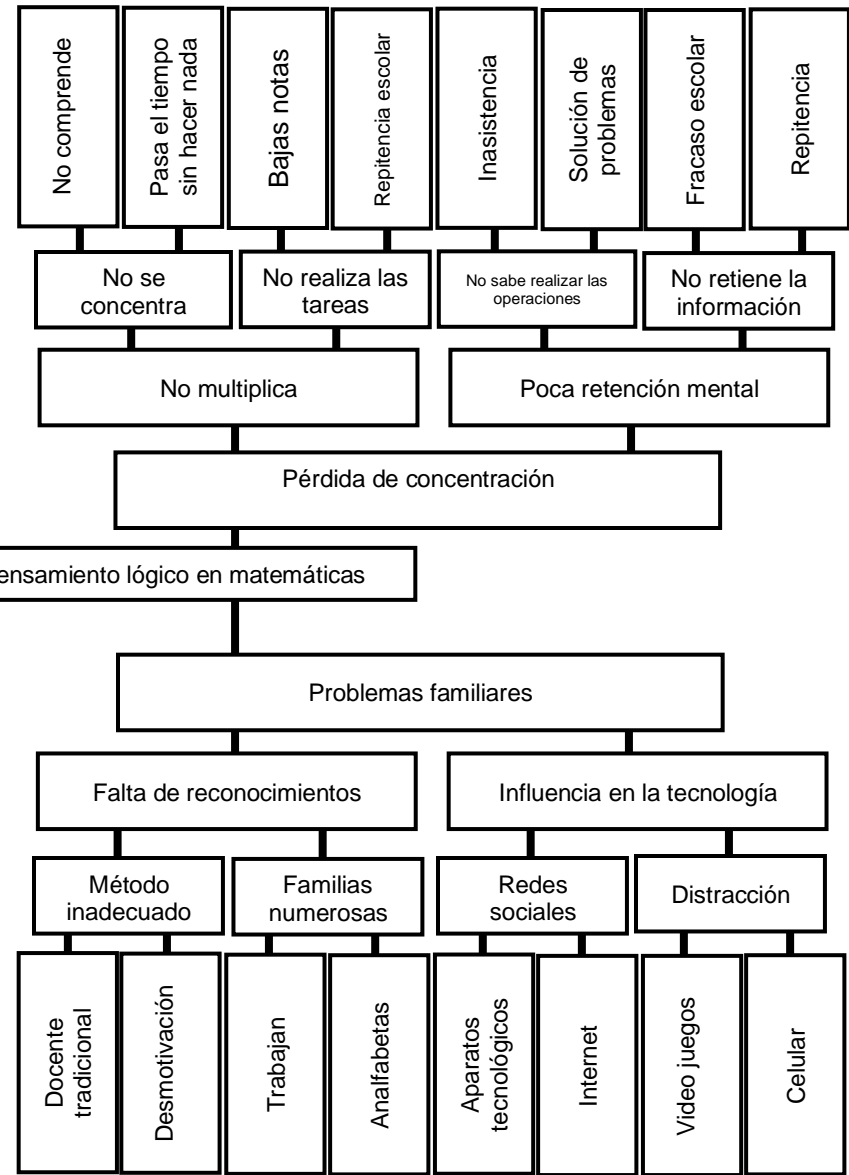 No comprende
Pasa el tiempo
sin hacer nada
Bajas notas
Repitencia escolar
Inasistencia
Solución de
problemas
Fracaso escolar
Repitencia
No se
concentra
No realiza las
tareas
No sabe realizar las
operaciones
No retiene la
información
No multiplica
Poca retención mental
Pérdida de concentración
ensamiento lógico en matemáticas
Problemas familiares
Falta de reconocimientos
Influencia en la tecnología
Método
inadecuado
Familias
numerosas
Redes
sociales
Distracción
Docente
tradicional
Desmotivación
Trabajan
Analfabetas
Aparatos
tecnológicos
Internet
Video juegos
Celular